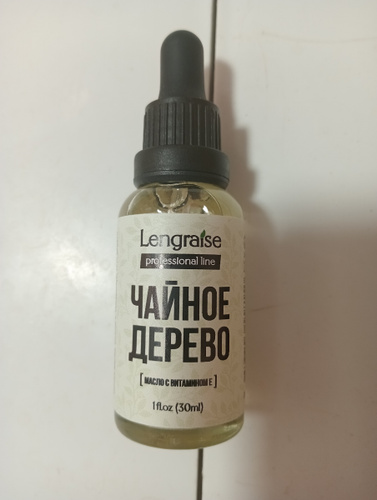 Lengraise
professional line
ЧАЙНОЕ
ДЕРЕВО
[ МАСЛО С ВИТАМИНОМ Е ]
1 fl.oz (30ml)